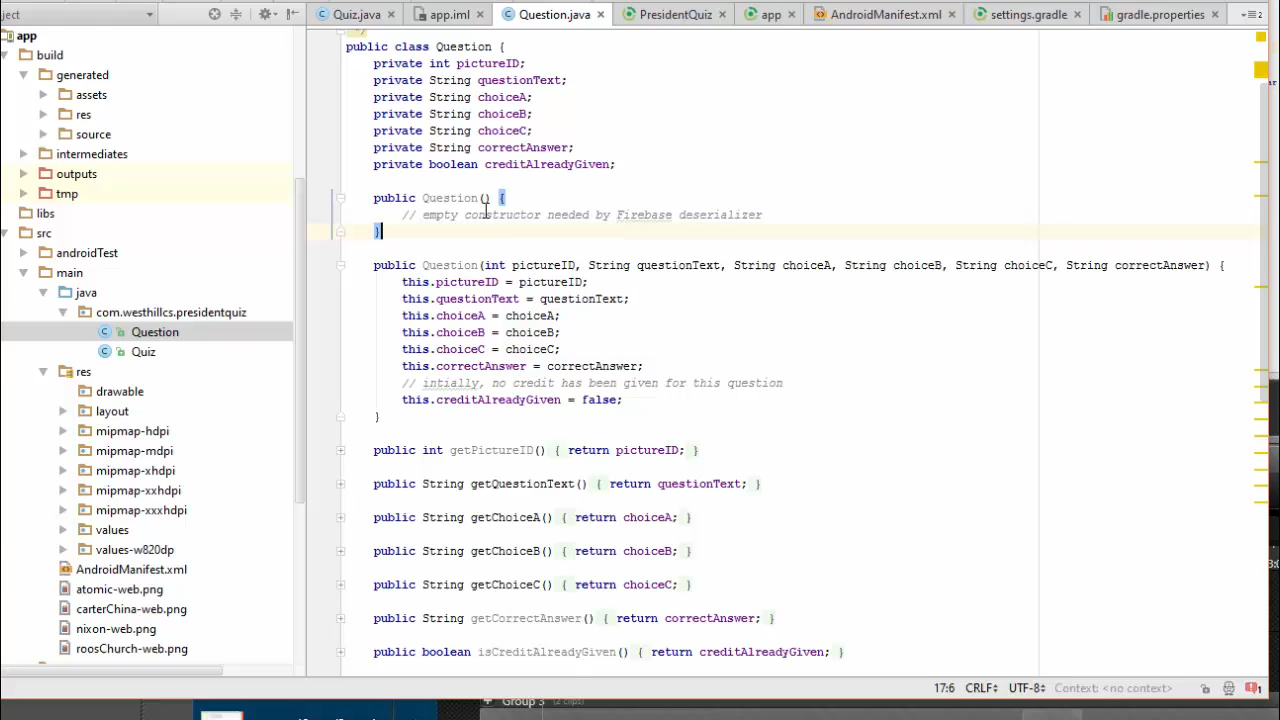 ject
Quiz.java
app.iml
Question.java
PresidentQuiz
app
AndroidManifest.xml
settings.gradle
gradle.properties
app
build
generated
assets
res
source
intermediates
outputs
tmp
libs
src
androidTest
main
java
com.westhillcs.presidentquiz
Question
Quiz
res
drawable
layout
mipmap-hdpi
mipmap-mdpi
mipmap-xhdpi
mipmap-xxhdpi
mipmap-xxxhdpi
values
values-w820dp
AndroidManifest.xml
atomic-web.png
carterChina-web.png
nixon-web.png
roosChurch-web.png
public class Question {
private int pictureID;
private String questionText;
private String choiceA;
private String choiceB;
private String choiceC;
private String correctAnswer;
private boolean creditAlreadyGiven;
public Question() {
// empty constructor needed by Firebase deserializer
}
public Question(int pictureID, String questionText, String choiceA, String choiceB, String choiceC, String correctAnswer) {
this.pictureID = pictureID;
this.questionText = questionText;
this.choiceA = choiceA;
this.choiceB = choiceB;
this.choiceC = choiceC;
this.correctAnswer = correctAnswer;
// intially, no credit has been given for this question
this.creditAlreadyGiven = false;
}
public int getPictureID() { return pictureID; }
public String getQuestionText() { return questionText; }
public String getChoiceA() { return choiceA; }
public String getChoiceB() { return choiceB; }
public String getChoiceC() { return choiceC; }
public String getCorrectAnswer() { return correctAnswer; }
public boolean isCreditAlreadyGiven() { return creditAlreadyGiven; }
17:6 CRLF UTF-8 Context: <no context>
Group 3 (2 clips)